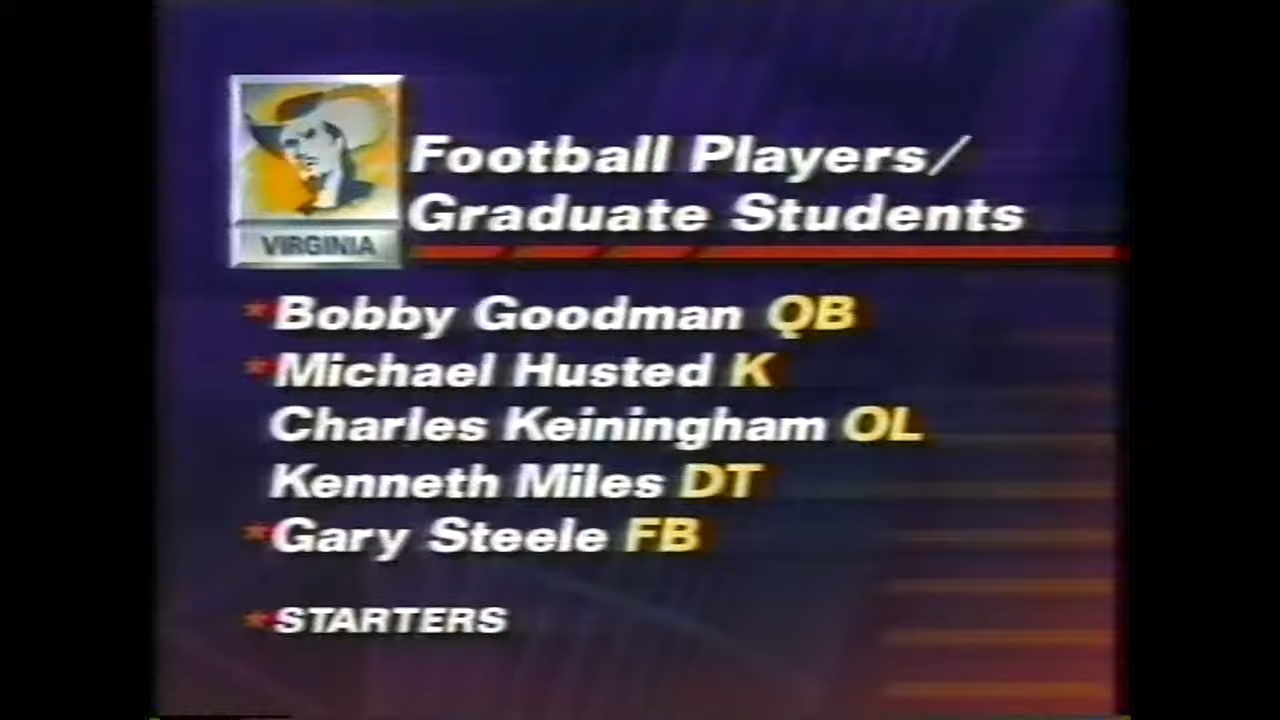 VIRGINIA
Football Players/
Graduate Students
*Bobby Goodman QB
*Michael Husted K
Charles Keiningham OL
Kenneth Miles DT
*Gary Steele FB
*STARTERS